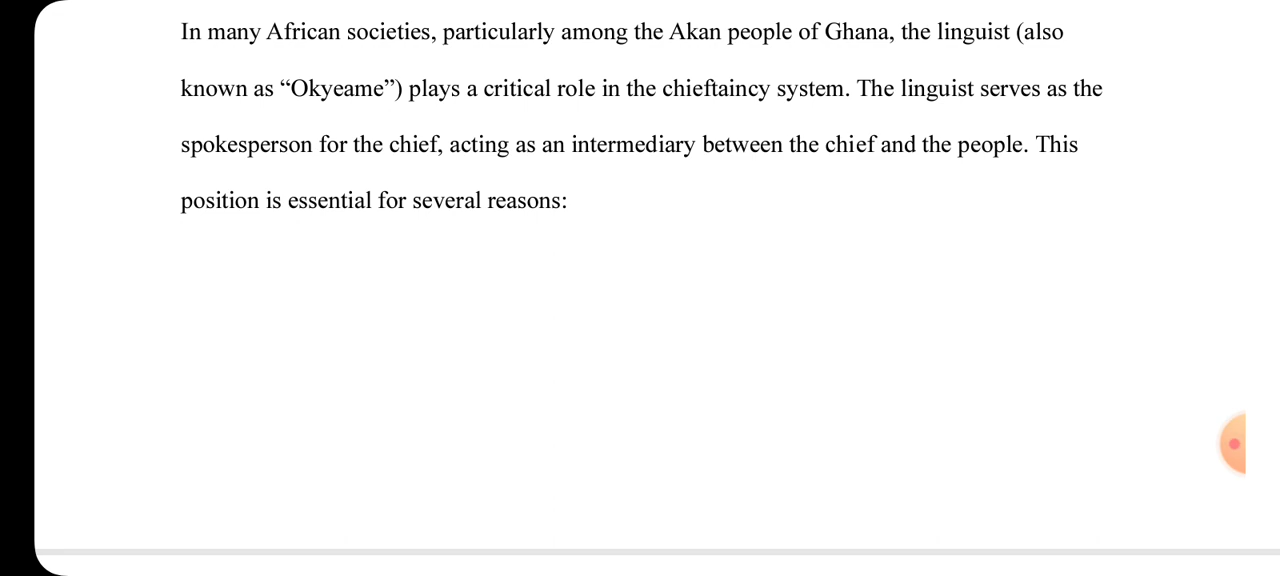 In many African societies, particularly among the Akan people of Ghana, the linguist (also
known as “Okyeame”) plays a critical role in the chieftaincy system. The linguist serves as the
spokesperson for the chief, acting as an intermediary between the chief and the people. This
position is essential for several reasons: